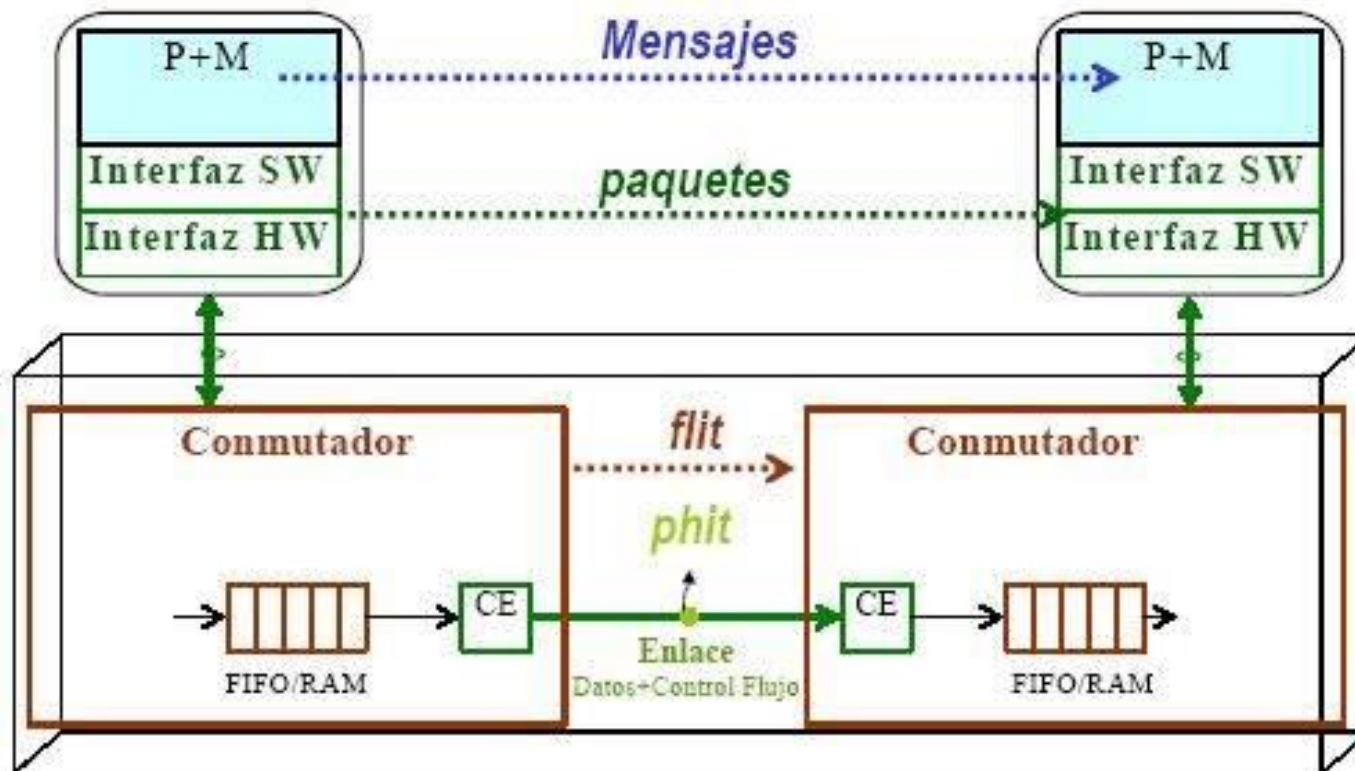 Mensajes
P+M
P+M
Interfaz SW
paquetes
Interfaz SW
Interfaz HW
Interfaz HW
Conmutador
flit
Conmutador
phit
CE
CE
Enlace
FIFO/RAM
Datos+Control Flujo
FIFO/RAM